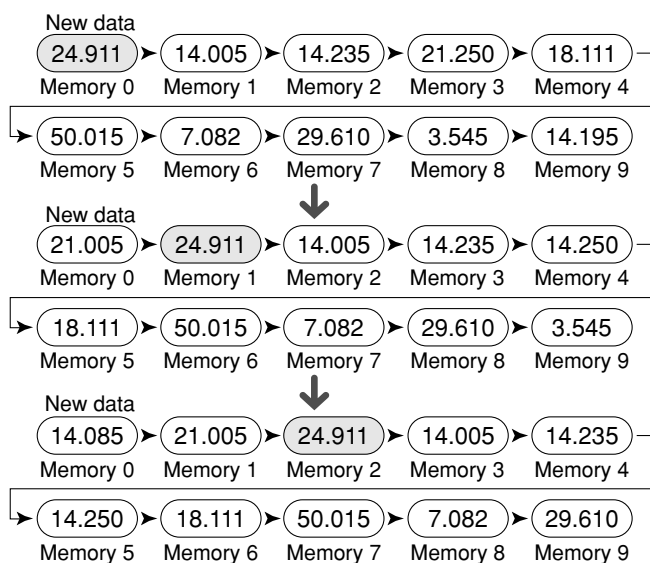 New data
24.911 14.005 14.235 21.250 18.111
Memory 0 Memory 1 Memory 2 Memory 3 Memory 4
50.015 7.082 29.610 3.545 14.195
Memory 5 Memory 6 Memory 7 Memory 8 Memory 9
New data
21.005 24.911 14.005 14.235 14.250
Memory 0 Memory 1 Memory 2 Memory 3 Memory 4
18.111 50.015 7.082 29.610 3.545
Memory 5 Memory 6 Memory 7 Memory 8 Memory 9
New data
14.085 21.005 24.911 14.005 14.235
Memory 0 Memory 1 Memory 2 Memory 3 Memory 4
14.250 18.111 50.015 7.082 29.610
Memory 5 Memory 6 Memory 7 Memory 8 Memory 9